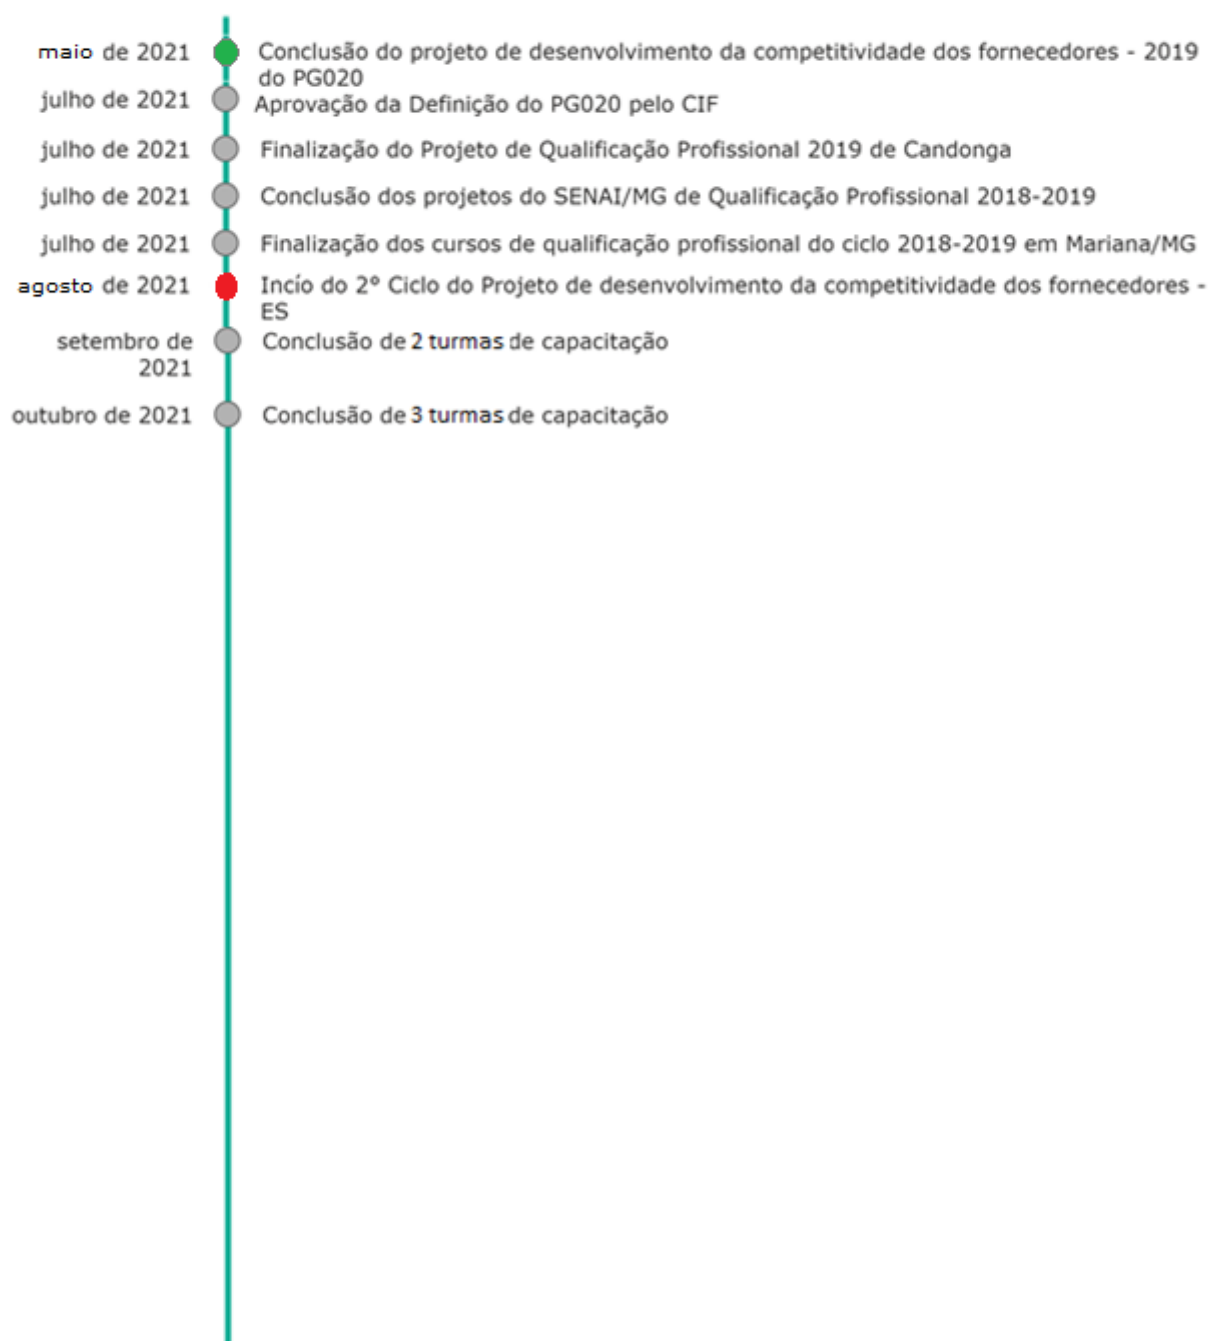 maio de 2021 Conclusão do projeto de desenvolvimento da competitividade dos fornecedores - 2019
do PG020
julho de 2021 Aprovação da Definição do PG020 pelo CIF
julho de 2021 Finalização do Projeto de Qualificação Profissional 2019 de Candonga
julho de 2021 Conclusão dos projetos do SENAI/MG de Qualificação Profissional 2018-2019
julho de 2021 Finalização dos cursos de qualificação profissional do ciclo 2018-2019 em Mariana/MG
agosto de 2021 Incío do 2º Ciclo do Projeto de desenvolvimento da competitividade dos fornecedores -
ES
setembro de Conclusão de 2 turmas de capacitação
2021
outubro de 2021 Conclusão de 3 turmas de capacitação